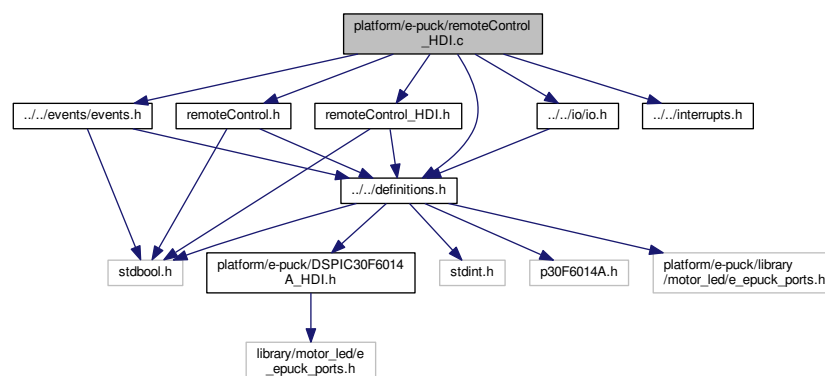 platform/e-puck/remoteControl
_HDI.c
../../events/events.h
remoteControl.h
remoteControl_HDI.h
../../io/io.h
../../interrupts.h
../../definitions.h
stdbool.h
platform/e-puck/DSPIC30F6014
A_HDI.h
stdint.h
p30F6014A.h
platform/e-puck/library
/motor_led/e_epuck_ports.h
library/motor_led/e
_epuck_ports.h